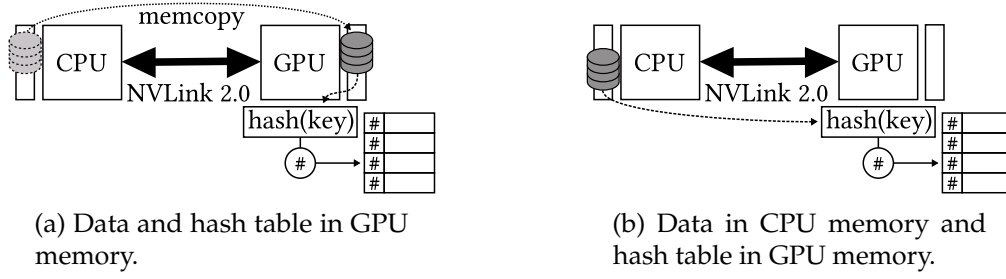 memcopy
CPU
GPU
NVLink 2.0
hash(key)
#
#
#
#
#
(a) Data and hash table in GPU
memory.
CPU
GPU
NVLink 2.0
hash(key)
#
#
#
#
#
(b) Data in CPU memory and
hash table in GPU memory.